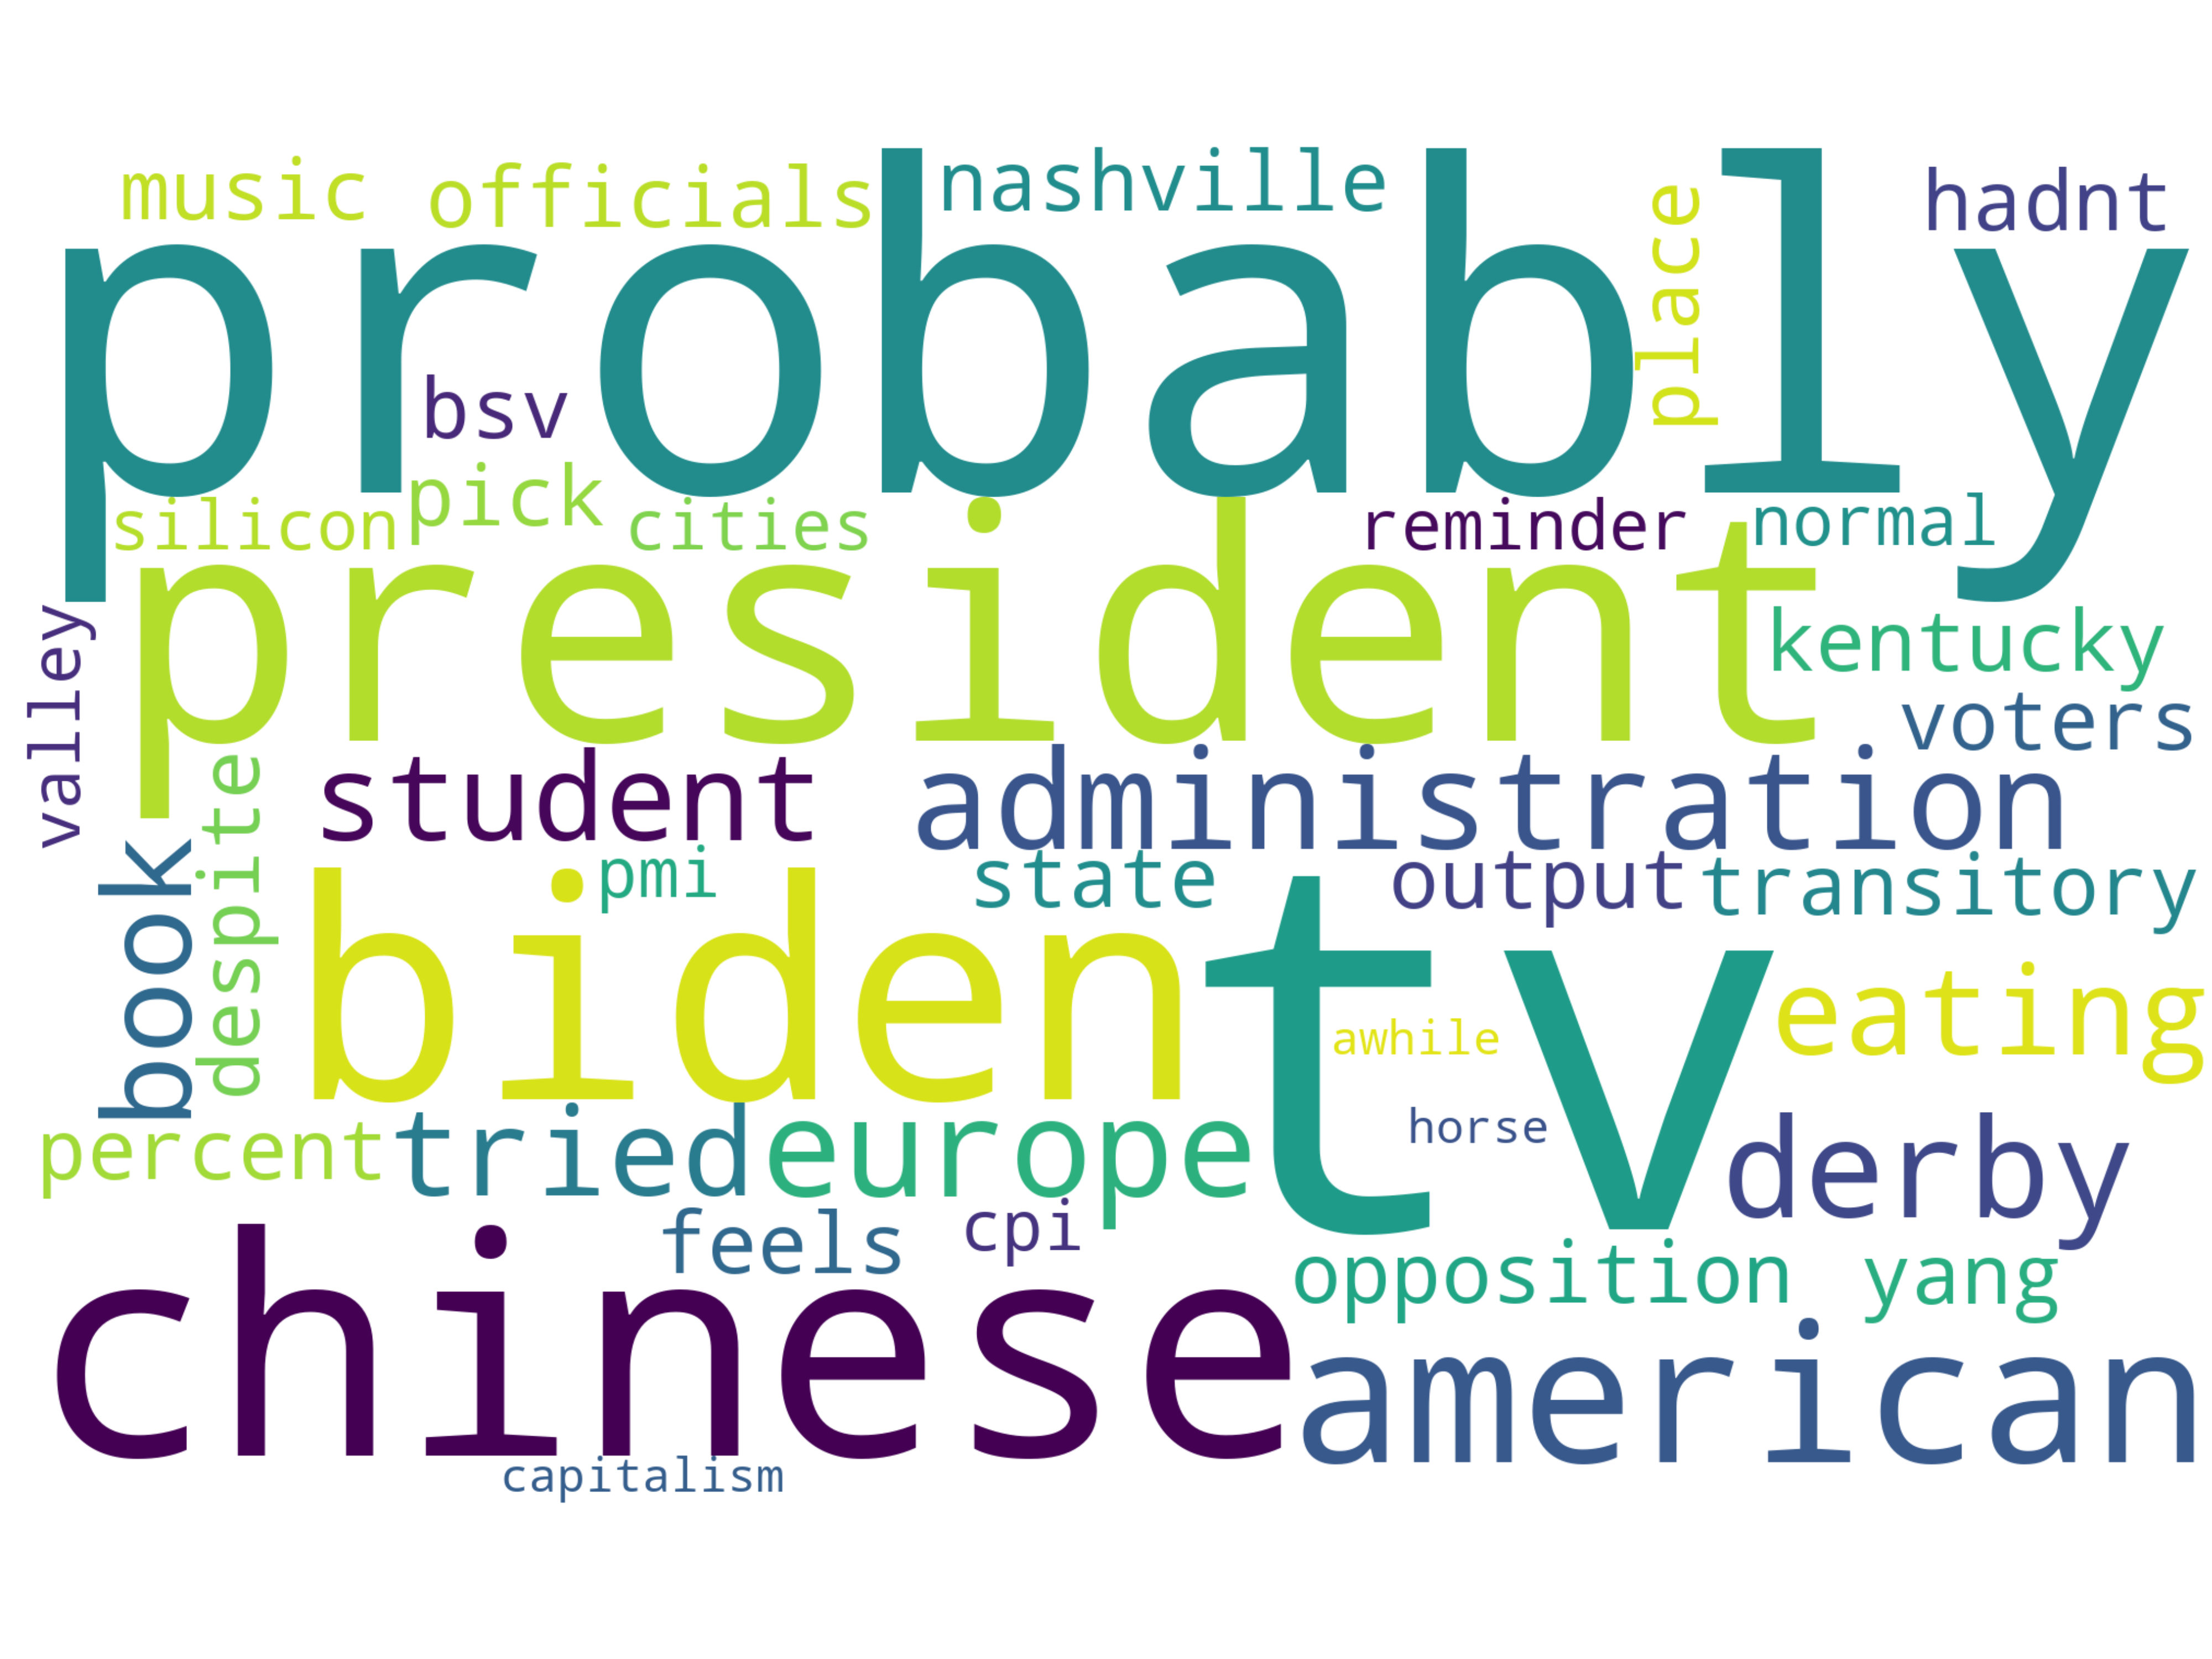 music officials nashville hadnt
probably
place
bsv
pick
silicon cities reminder normal
president
kentucky
valley
voters
student administration
despite
book
pmi state output transitory
biden tv
eating
awhile
percent tried europe horse derby
feels cpi
opposition yang
chinese american
capitalism